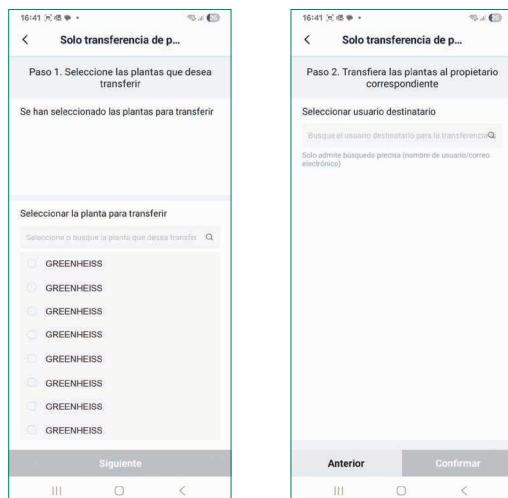 16:41
Solo transferencia de p...
Paso 1. Seleccione las plantas que desea
transferir
Se han seleccionado las plantas para transferir
Seleccionar la planta para transferir
Seleccione o busque la planta que desea transfer
GREENHEISS
GREENHEISS
GREENHEISS
GREENHEISS
GREENHEISS
GREENHEISS
GREENHEISS
GREENHEISS
Siguiente
16:41
Solo transferencia de p...
Paso 2. Transfiera las plantas al propietario
correspondiente
Seleccionar usuario destinatario
Busque el usuario destinatario para la transferencia
Solo admite búsqueda precisa (nombre de usuario/correo
electrónico)
Anterior
Confirmar